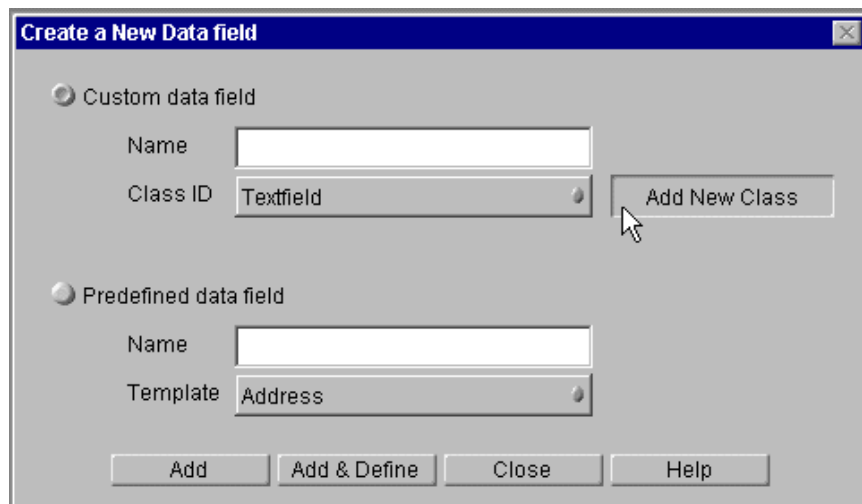 Create a New Data field
Custom data field
Name
Class ID Textfield Add New Class
Predefined data field
Name
Template Address
Add Add & Define Close Help